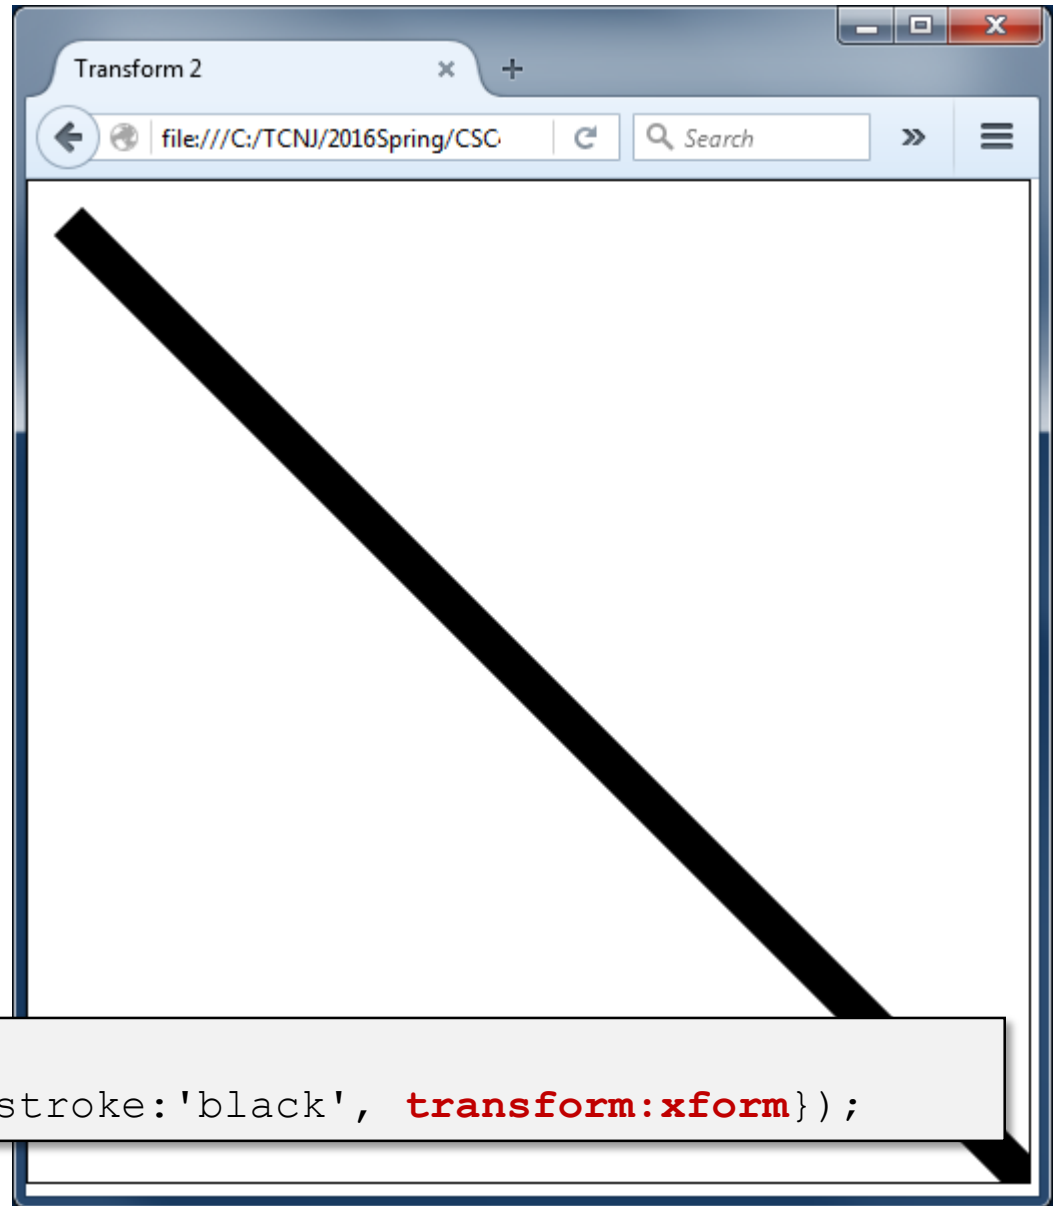 Transform 2
file:///C:/TCNJ/2016Spring/CSC
Search
stroke:'black', transform:xform});